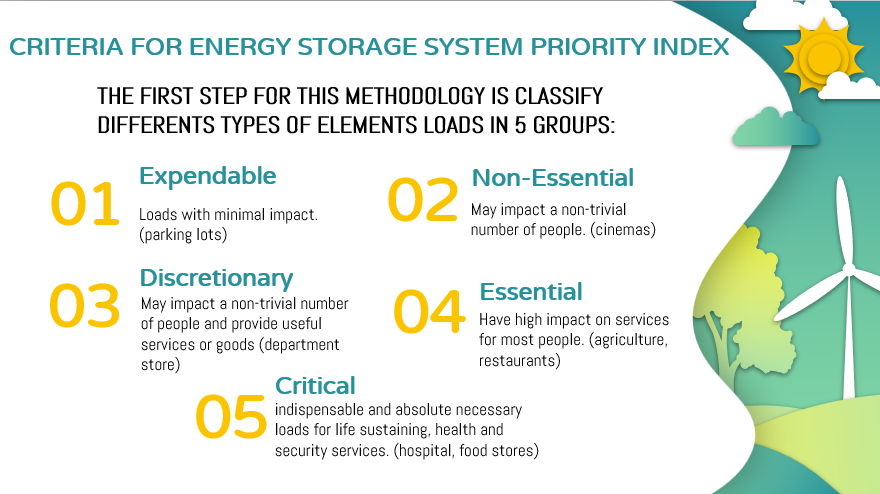 CRITERIA FOR ENERGY STORAGE SYSTEM PRIORITY INDEX
THE FIRST STEP FOR THIS METHODOLOGY IS CLASSIFY
DIFFERENTS TYPES OF ELEMENTS LOADS IN 5 GROUPS:
01
Expendable
Loads with minimal impact.
(parking lots)
02
Non-Essential
May impact a non-trivial
number of people. (cinemas)
03
Discretionary
May impact a non-trivial number
of people and provide useful
services or goods (department
store)
04
Essential
Have high impact on services
for most people. (agriculture,
restaurants)
05
Critical
indispensable and absolute necessary
loads for life sustaining, health and
security services. (hospital, food stores)